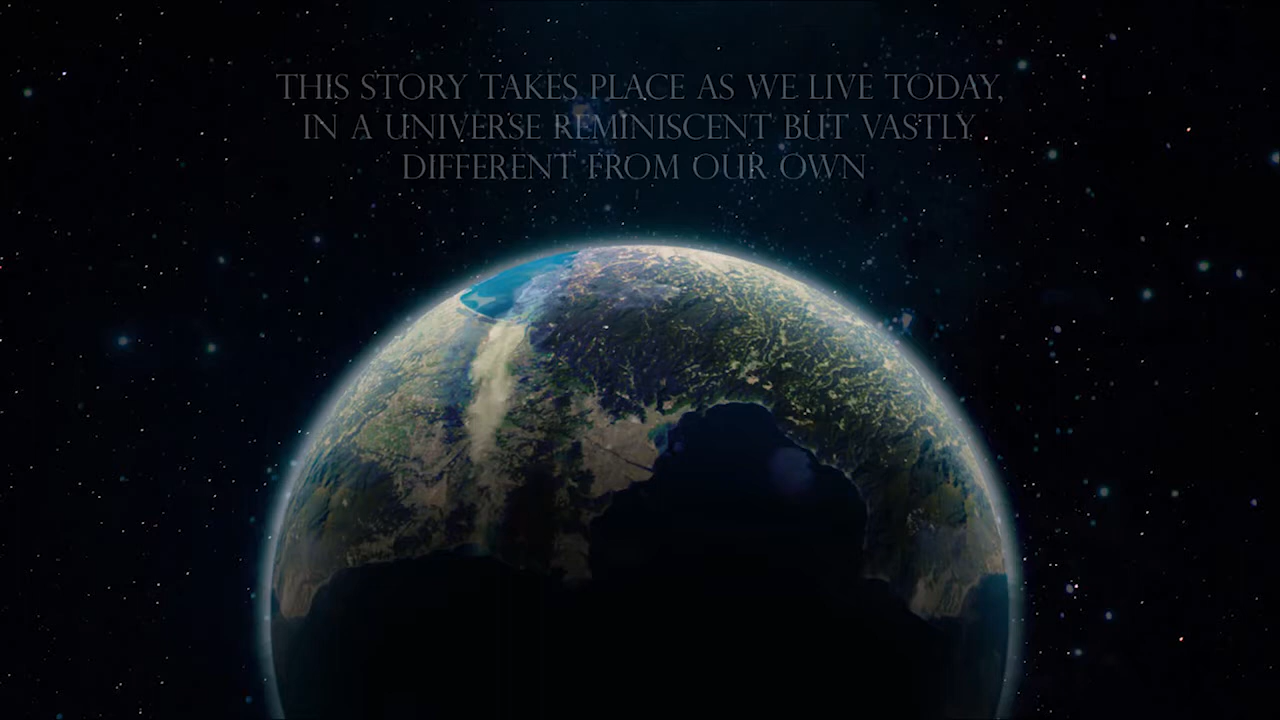 THIS STORY TAKES PLACE AS WE LIVE TODAY,
IN A UNIVERSE REMINISCENT BUT VASTLY
DIFFERENT FROM OUR OWN